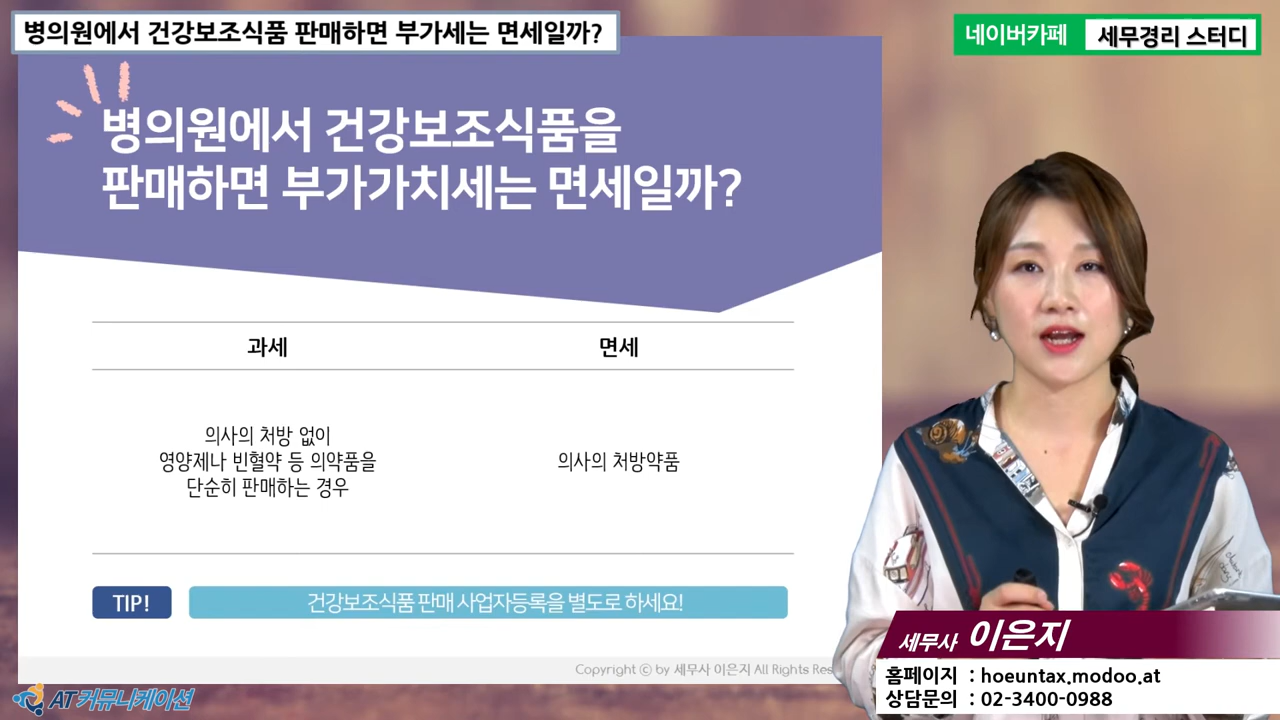 병의원에서 건강보조식품 판매하면 부가세는 면세일까?
네이버카페 세무경리 스터디
병의원에서 건강보조식품을
판매하면 부가가치세는 면세일까?
과세 면세
의사의 처방 없이
영양제나 빈혈약 등 의약품을
단순히 판매하는 경우
의사의 처방약품
TIP! 건강보조식품 판매 사업자등록을 별도로 하세요!
Copyright ⓒ by 세무사 이은지 All Rights Res
세무사 이은지
홈페이지 : hoeuntax.modoo.at
상담문의 : 02-3400-0988
AT커뮤니케이션